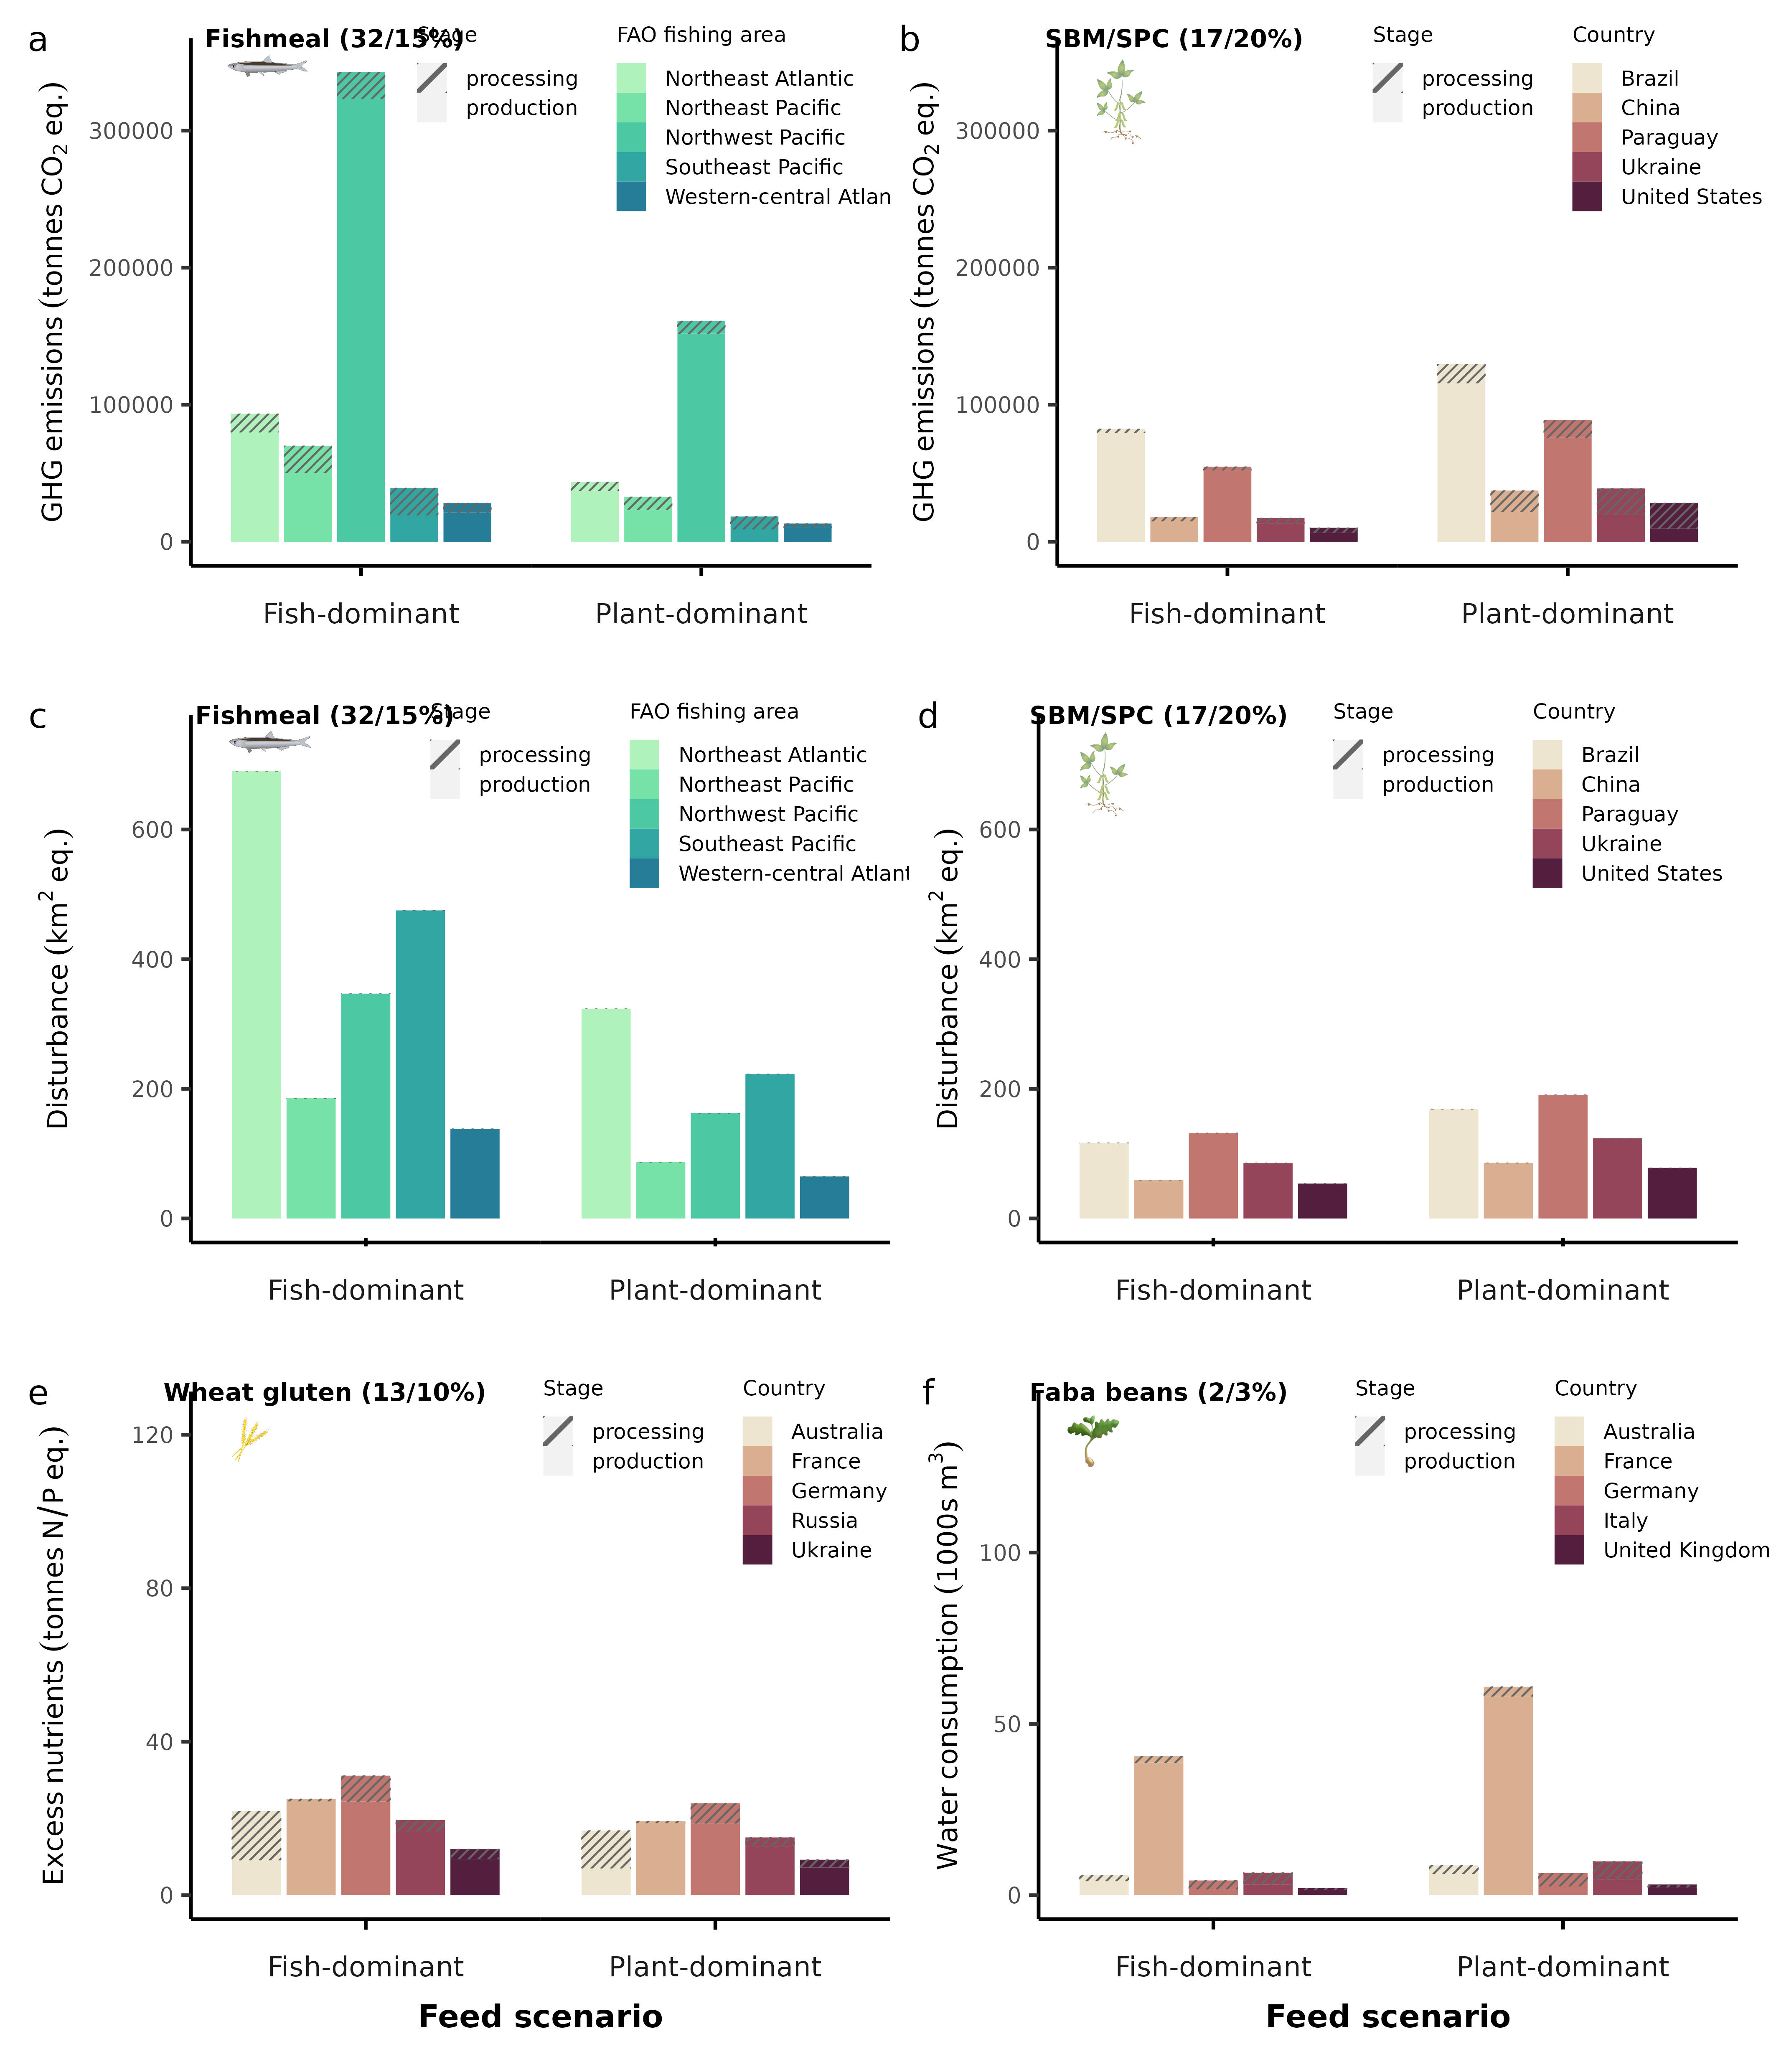 a
Fishmeal (32/15%)
Stage
processing
production
FAO fishing area
Northeast Atlantic
Northeast Pacific
Northwest Pacific
Southeast Pacific
Western-central Atlan
GHG emissions (tonnes CO2 eq.)
300000
200000
100000
0
Fish-dominant
Plant-dominant
b
SBM/SPC (17/20%)
Stage
processing
production
Country
Brazil
China
Paraguay
Ukraine
United States
GHG emissions (tonnes CO2 eq.)
300000
200000
100000
0
Fish-dominant
Plant-dominant
c
Fishmeal (32/15%)
Stage
processing
production
FAO fishing area
Northeast Atlantic
Northeast Pacific
Northwest Pacific
Southeast Pacific
Western-central Atlant
Disturbance (km2 eq.)
600
400
200
0
Fish-dominant
Plant-dominant
d
SBM/SPC (17/20%)
Stage
processing
production
Country
Brazil
China
Paraguay
Ukraine
United States
Disturbance (km2 eq.)
600
400
200
0
Fish-dominant
Plant-dominant
e
Wheat gluten (13/10%)
Stage
processing
production
Country
Australia
France
Germany
Russia
Ukraine
Excess nutrients (tonnes N/P eq.)
120
80
40
0
Fish-dominant
Plant-dominant
Feed scenario
f
Faba beans (2/3%)
Stage
processing
production
Country
Australia
France
Germany
Italy
United Kingdom
Water consumption (1000s m3)
100
50
0
Fish-dominant
Plant-dominant
Feed scenario